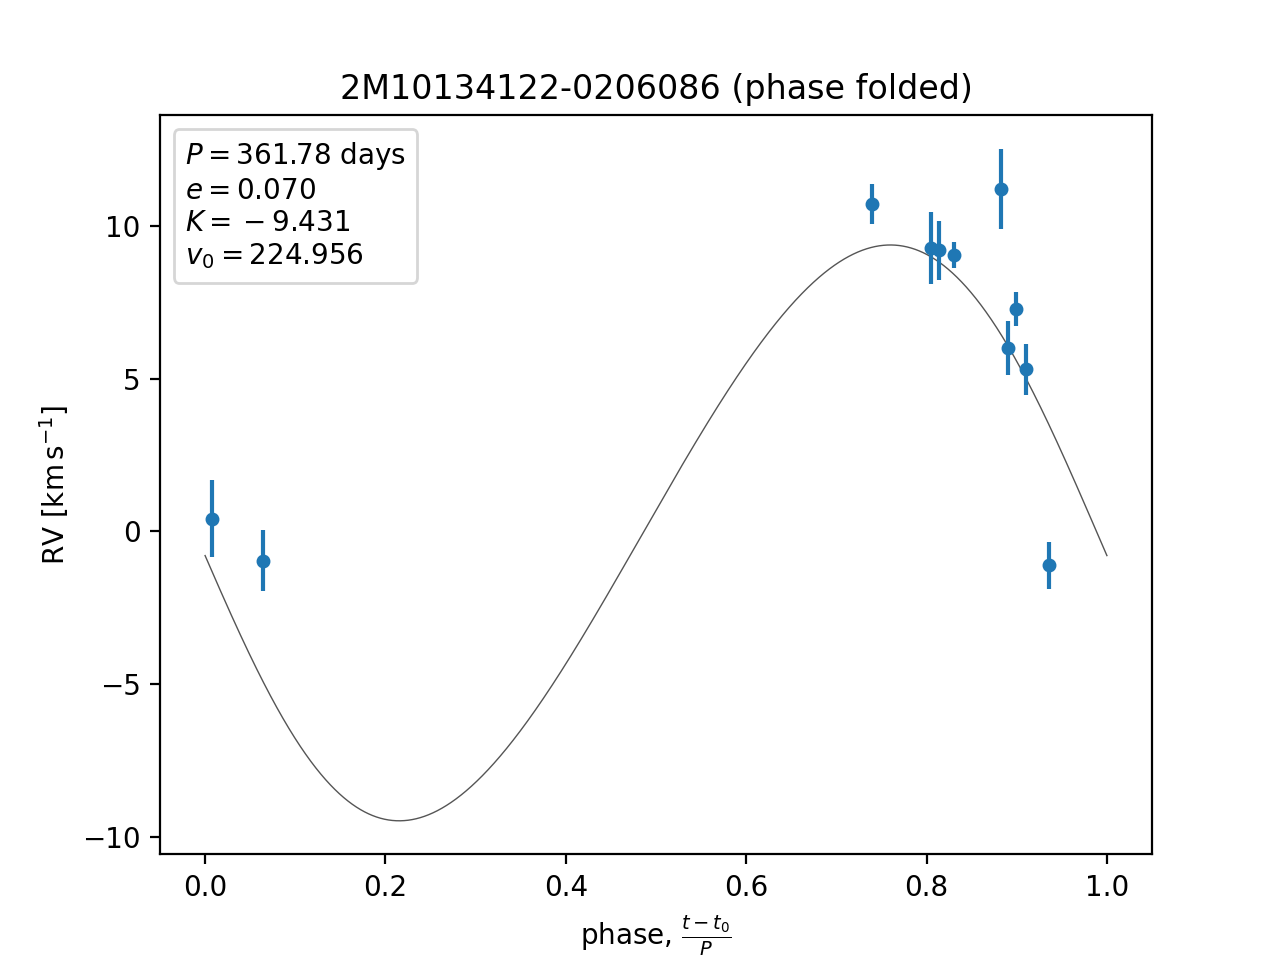 2M10134122-0206086 (phase folded)
P = 361.78 days
e = 0.070
K = −9.431
v₀ = 224.956
10
5
0
−5
−10
RV [km s⁻¹]
0.0 0.2 0.4 0.6 0.8 1.0
phase, (t − t₀)/P